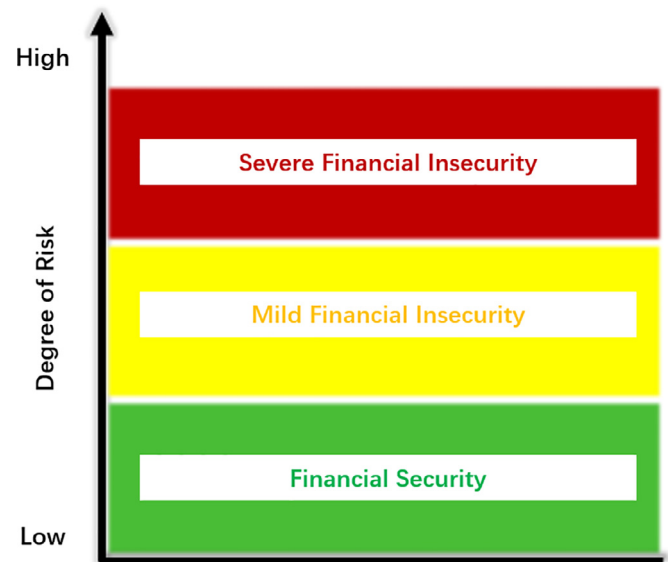 High
Severe Financial Insecurity
Degree of Risk
Mild Financial Insecurity
Financial Security
Low